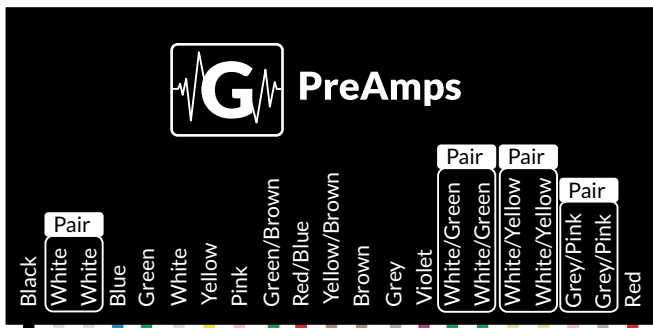 G PreAmps
Pair
Pair
Pair
Pair
Black
White
White
Blue
Green
White
Yellow
Pink
Green/Brown
Red/Blue
Yellow/Brown
Brown
Grey
Violet
White/Green
White/Green
White/Yellow
White/Yellow
Grey/Pink
Grey/Pink
Red